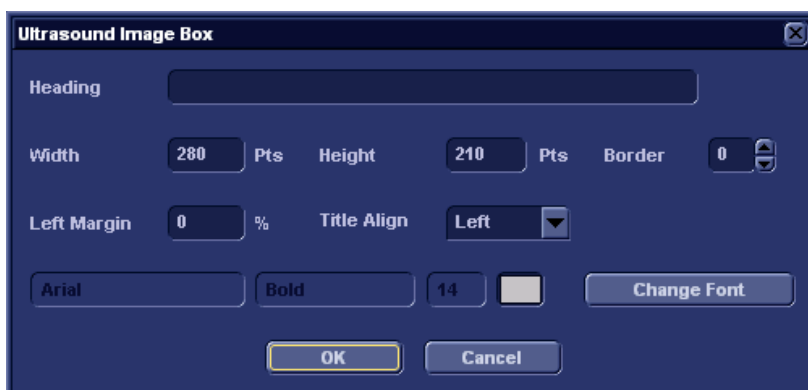 Ultrasound Image Box
Heading
Width 280 Pts Height 210 Pts Border 0
Left Margin 0 % Title Align Left
Arial Bold 14 Change Font
OK Cancel